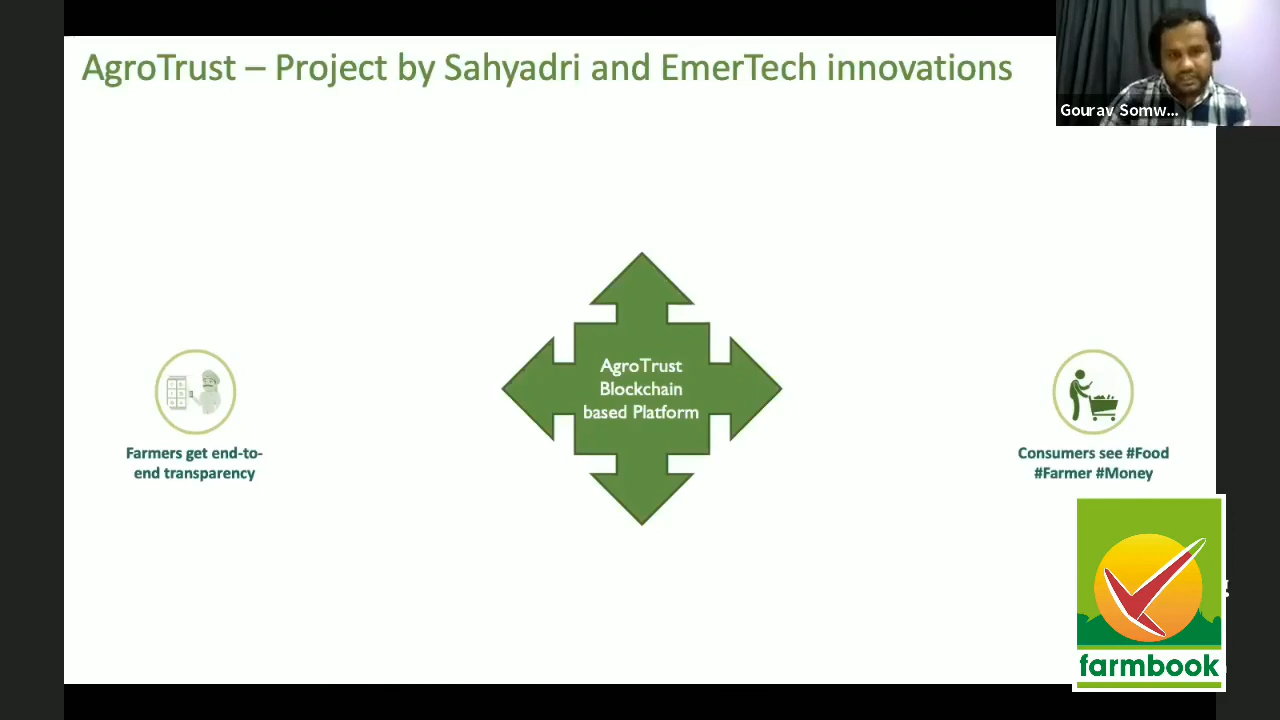 AgroTrust – Project by Sahyadri and EmerTech innovations
Gourav Somw...
AgroTrust
Blockchain
based Platform
Farmers get end-to-
end transparency
Consumers see #Food
#Farmer #Money
farmbook